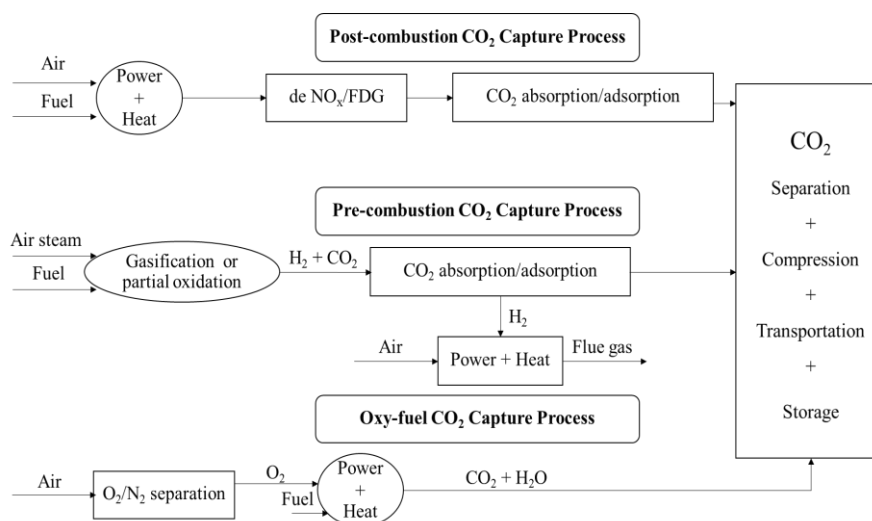 Post-combustion CO₂ Capture Process
Air
Fuel
Power
+
Heat
de NOₓ/FDG
CO₂ absorption/adsorption
CO₂
Separation
+
Compression
+
Transportation
+
Storage
Pre-combustion CO₂ Capture Process
Air steam
Fuel
Gasification or
partial oxidation
H₂ + CO₂
CO₂ absorption/adsorption
H₂
Air
Power + Heat
Flue gas
Oxy-fuel CO₂ Capture Process
Air
O₂/N₂ separation
O₂
Fuel
Power
+
Heat
CO₂ + H₂O